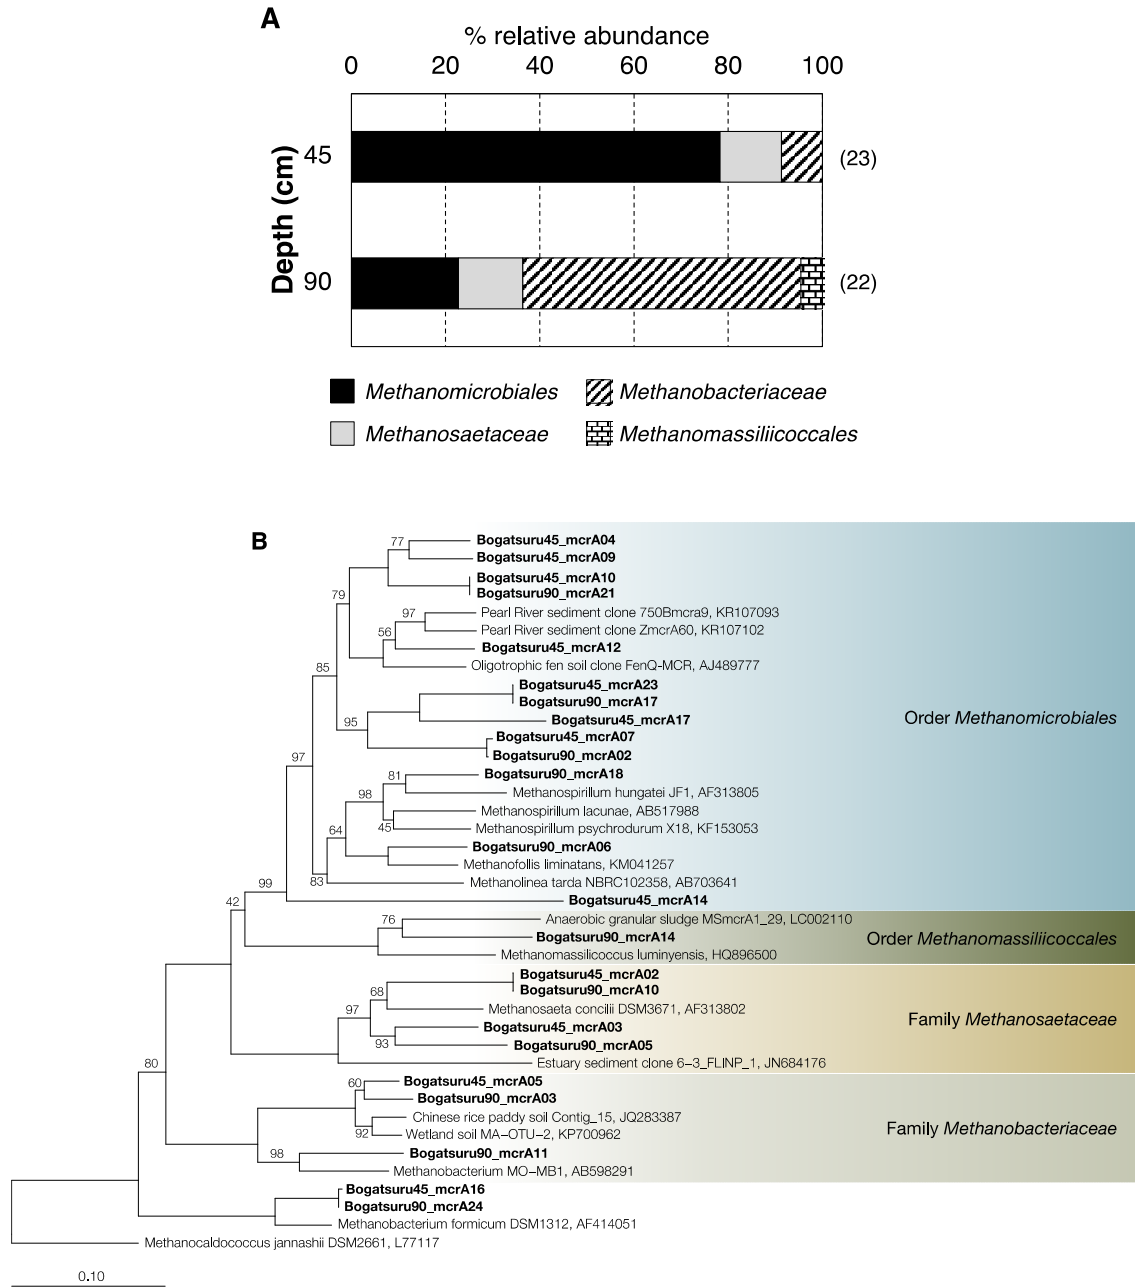 A
% relative abundance
0 20 40 60 80 100
Depth (cm)
45 (23)
90 (22)
Methanomicrobiales Methanobacteriaceae
Methanosaetaceae Methanomassiliicoccales
B
77 Bogatsuru45_mcrA04
Bogatsuru45_mcrA09
Bogatsuru45_mcrA10
79 Bogatsuru90_mcrA21
97 Pearl River sediment clone 750Bmcra9, KR107093
56 Pearl River sediment clone ZmcrA60, KR107102
Bogatsuru45_mcrA12
85 Oligotrophic fen soil clone FenQ-MCR, AJ489777
Bogatsuru45_mcrA23
Bogatsuru90_mcrA17
95 Bogatsuru45_mcrA17 Order Methanomicrobiales
Bogatsuru45_mcrA07
97 Bogatsuru90_mcrA02
81 Bogatsuru90_mcrA18
98 Methanospirillum hungatei JF1, AF313805
Methanospirillum lacunae, AB517988
64 45 Methanospirillum psychrodurum X18, KF153053
Bogatsuru90_mcrA06
Methanofollis liminatans, KM041257
99 83 Methanolinea tarda NBRC102358, AB703641
42 Bogatsuru45_mcrA14
76 Anaerobic granular sludge MSmcrA1_29, LC002110
Bogatsuru90_mcrA14 Order Methanomassiliicoccales
Methanomassiliicoccus luminyensis, HQ896500
Bogatsuru45_mcrA02
68 Bogatsuru90_mcrA10
97 Methanosaeta concilii DSM3671, AF313802
Bogatsuru45_mcrA03 Family Methanosaetaceae
93 Bogatsuru90_mcrA05
80 Estuary sediment clone 6-3_FLINP_1, JN684176
60 Bogatsuru45_mcrA05
Bogatsuru90_mcrA03
Chinese rice paddy soil Contig_15, JQ283387
92 Wetland soil MA-OTU-2, KP700962 Family Methanobacteriaceae
98 Bogatsuru90_mcrA11
Methanobacterium MO-MB1, AB598291
Bogatsuru45_mcrA16
Bogatsuru90_mcrA24
Methanobacterium formicum DSM1312, AF414051
Methanocaldococcus jannashii DSM2661, L77117
0.10